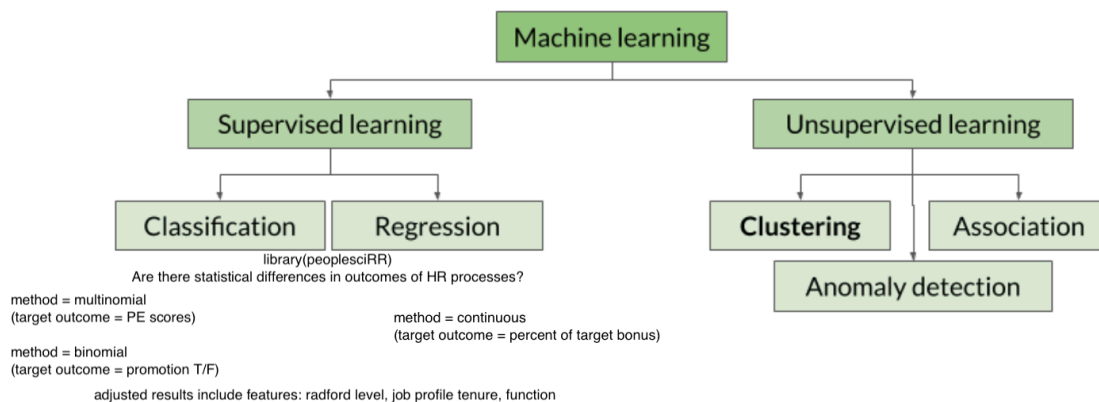 Machine learning
Supervised learning
Unsupervised learning
Classification
Regression
Clustering
Association
Anomaly detection
library(peoplesciRR)
Are there statistical differences in outcomes of HR processes?
method = multinomial
(target outcome = PE scores)
method = continuous
(target outcome = percent of target bonus)
method = binomial
(target outcome = promotion T/F)
adjusted results include features: radford level, job profile tenure, function